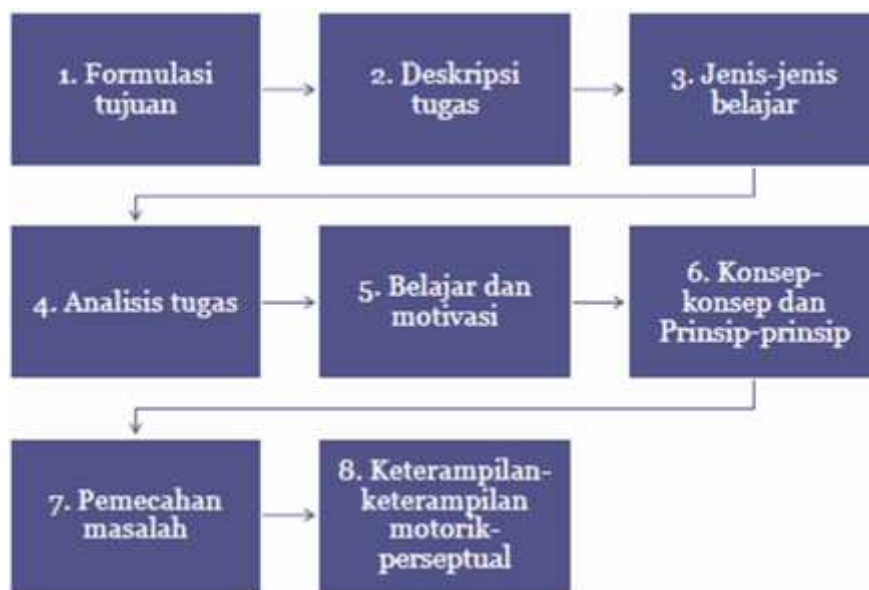 1. Formulasi
tujuan
2. Deskripsi
tugas
3. Jenis-jenis
belajar
4. Analisis tugas
5. Belajar dan
motivasi
6. Konsep-
konsep dan
Prinsip-prinsip
7. Pemecahan
masalah
8. Keterampilan-
keterampilan
motorik-
perseptual